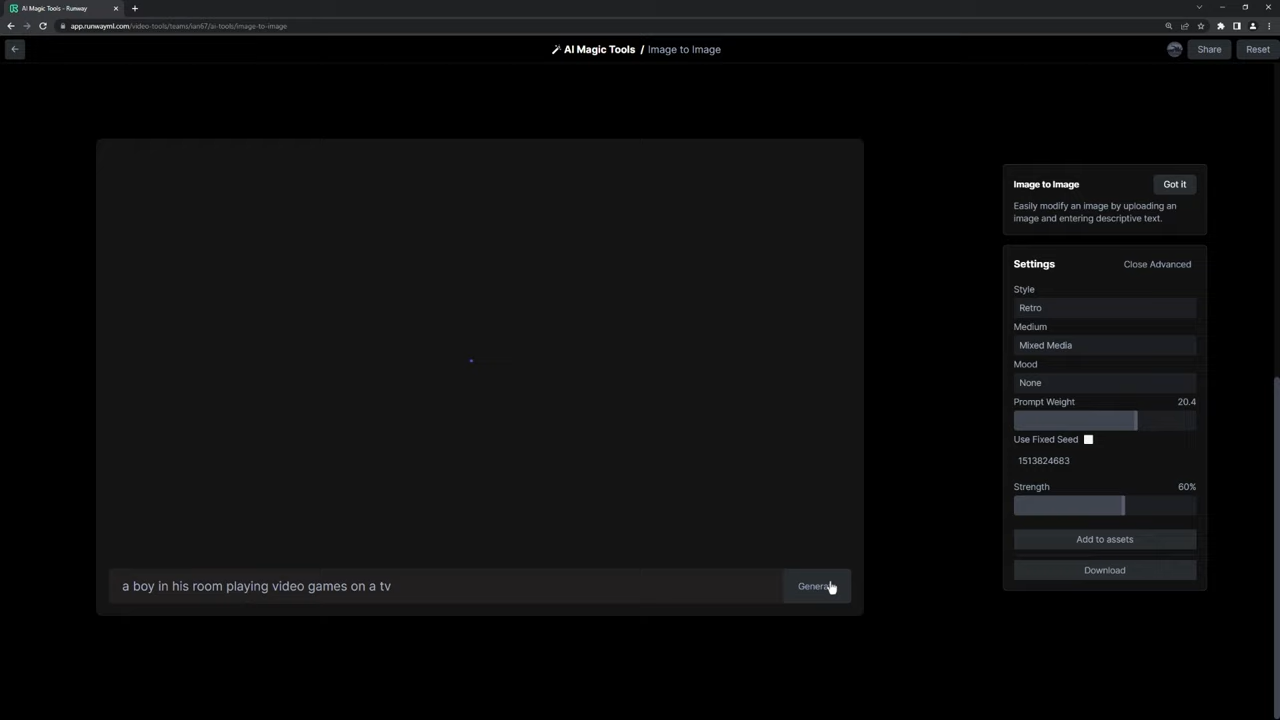 AI Magic Tools - Runway
app.runwayml.com/video-tools/teams/ian67/ai-tools/image-to-image
AI Magic Tools / Image to Image
Share
Reset
Image to Image
Got it
Easily modify an image by uploading an
image and entering descriptive text.
Settings
Close Advanced
Style
Retro
Medium
Mixed Media
Mood
None
Prompt Weight 20.4
Use Fixed Seed
1513824683
Strength 60%
Add to assets
Download
a boy in his room playing video games on a tv
Genera